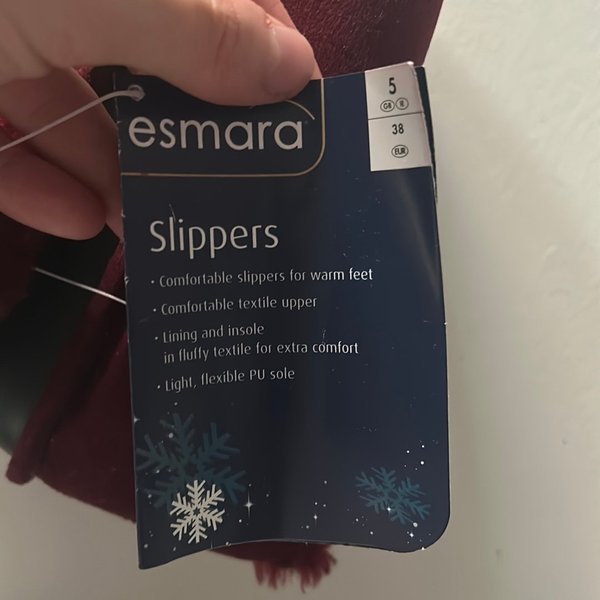 esmara
5
GB IE
38
EUR
Slippers
• Comfortable slippers for warm feet
• Comfortable textile upper
• Lining and insole
in fluffy textile for extra comfort
• Light, flexible PU sole